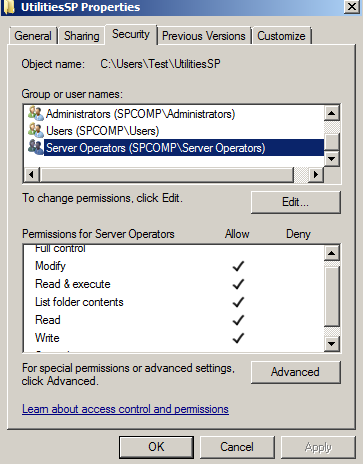 UtilitiesSP Properties
General Sharing Security Previous Versions Customize
Object name: C:\Users\Test\UtilitiesSP
Group or user names:
Administrators (SPCOMP\Administrators)
Users (SPCOMP\Users)
Server Operators (SPCOMP\Server Operators)
To change permissions, click Edit.
Edit...
Permissions for Server Operators Allow Deny
Full control
Modify
Read & execute
List folder contents
Read
Write
For special permissions or advanced settings,
click Advanced.
Advanced
Learn about access control and permissions
OK Cancel Apply